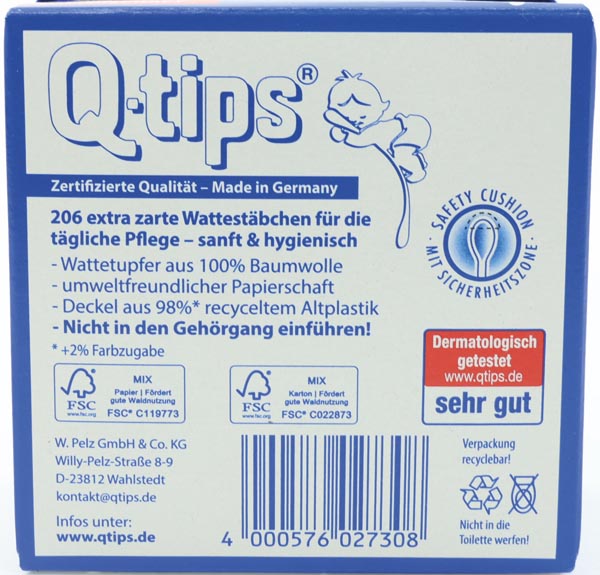 Q-tips®
Zertifizierte Qualität – Made in Germany
206 extra zarte Wattestäbchen für die
tägliche Pflege – sanft & hygienisch
- Wattetupfer aus 100% Baumwolle
- umweltfreundlicher Papierschaft
- Deckel aus 98%* recyceltem Altplastik
- Nicht in den Gehörgang einführen!
* +2% Farbzugabe
· SAFETY CUSHION ·
MIT SICHERHEITSZONE
Dermatologisch
getestet
www.qtips.de
sehr gut
FSC
www.fsc.org
MIX
Papier | Fördert
gute Waldnutzung
FSC® C119773
FSC
www.fsc.org
MIX
Karton | Fördert
gute Waldnutzung
FSC® C022873
W. Pelz GmbH & Co. KG
Willy-Pelz-Straße 8-9
D-23812 Wahlstedt
kontakt@qtips.de
Infos unter:
www.qtips.de
4 000576 027308
Verpackung
recyclebar!
Nicht in die
Toilette werfen!